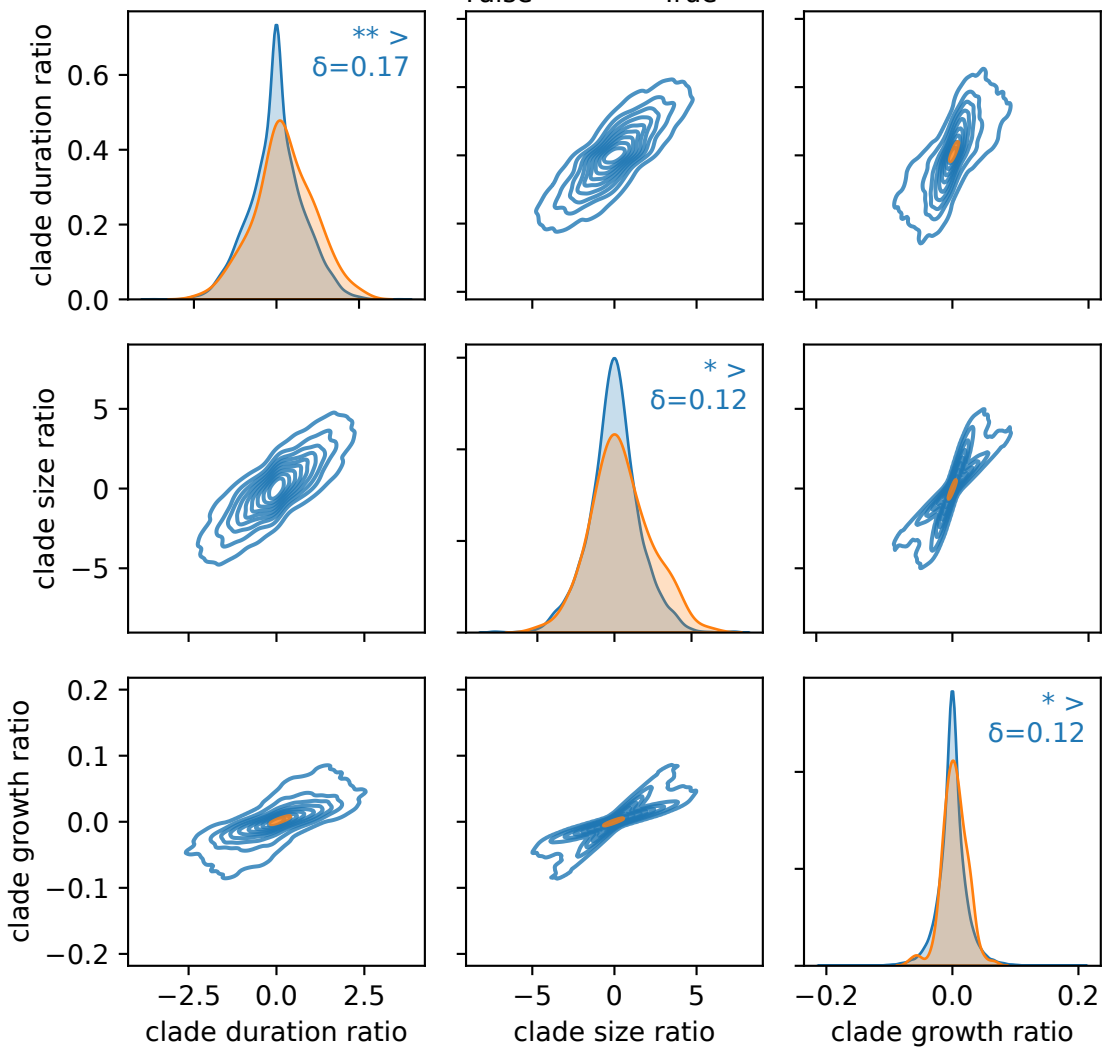 clade duration ratio
0.6
0.4
0.2
0.0
** >
δ=0.17
clade size ratio
5
0
−5
* >
δ=0.12
clade growth ratio
0.2
0.1
0.0
−0.1
−0.2
* >
δ=0.12
−2.5 0.0 2.5
−5 0 5
−0.2 0.0 0.2
clade duration ratio
clade size ratio
clade growth ratio